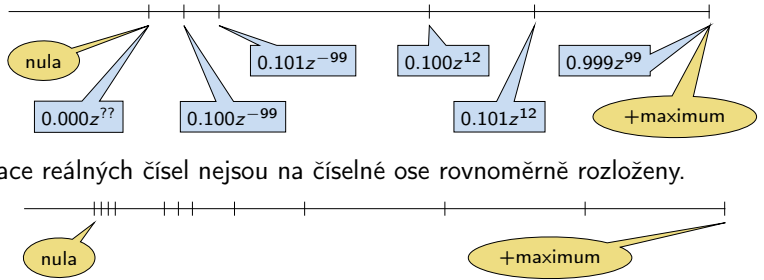 nula
0.101z⁻⁹⁹
0.100z¹²
0.999z⁹⁹
0.000z^??
0.100z⁻⁹⁹
0.101z¹²
+maximum
ace reálných čísel nejsou na číselné ose rovnoměrně rozloženy.
nula
+maximum